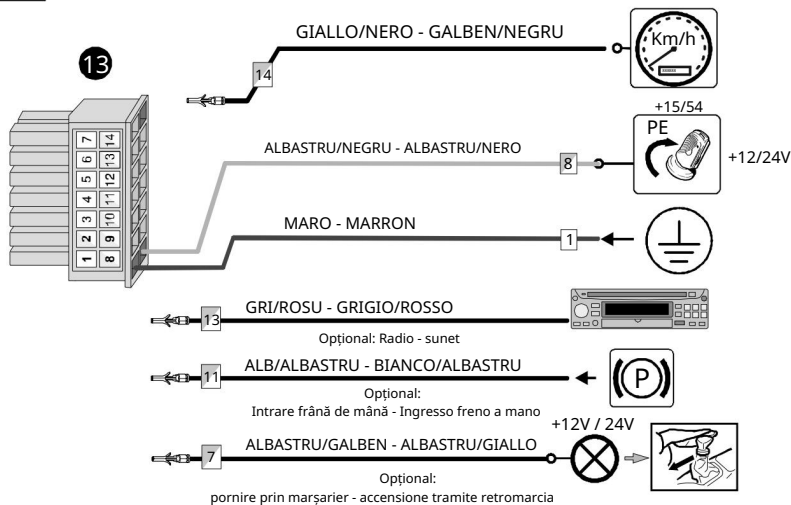 GIALLO/NERO - GALBEN/NEGRU
Km/h
14
13
+15/54
PE
+12/24V
ALBASTRU/NEGRU - ALBASTRU/NERO
8
7 14
6 13
5 12
4 11
3 10
2 9
1 8
MARO - MARRON
1
GRI/ROSU - GRIGIO/ROSSO
13
Opțional: Radio - sunet
ALB/ALBASTRU - BIANCO/ALBASTRU
11
(P)
Opțional:
Intrare frână de mână - Ingresso freno a mano
+12V / 24V
ALBASTRU/GALBEN - ALBASTRU/GIALLO
7
Opțional:
pornire prin marșarier - accensione tramite retromarcia